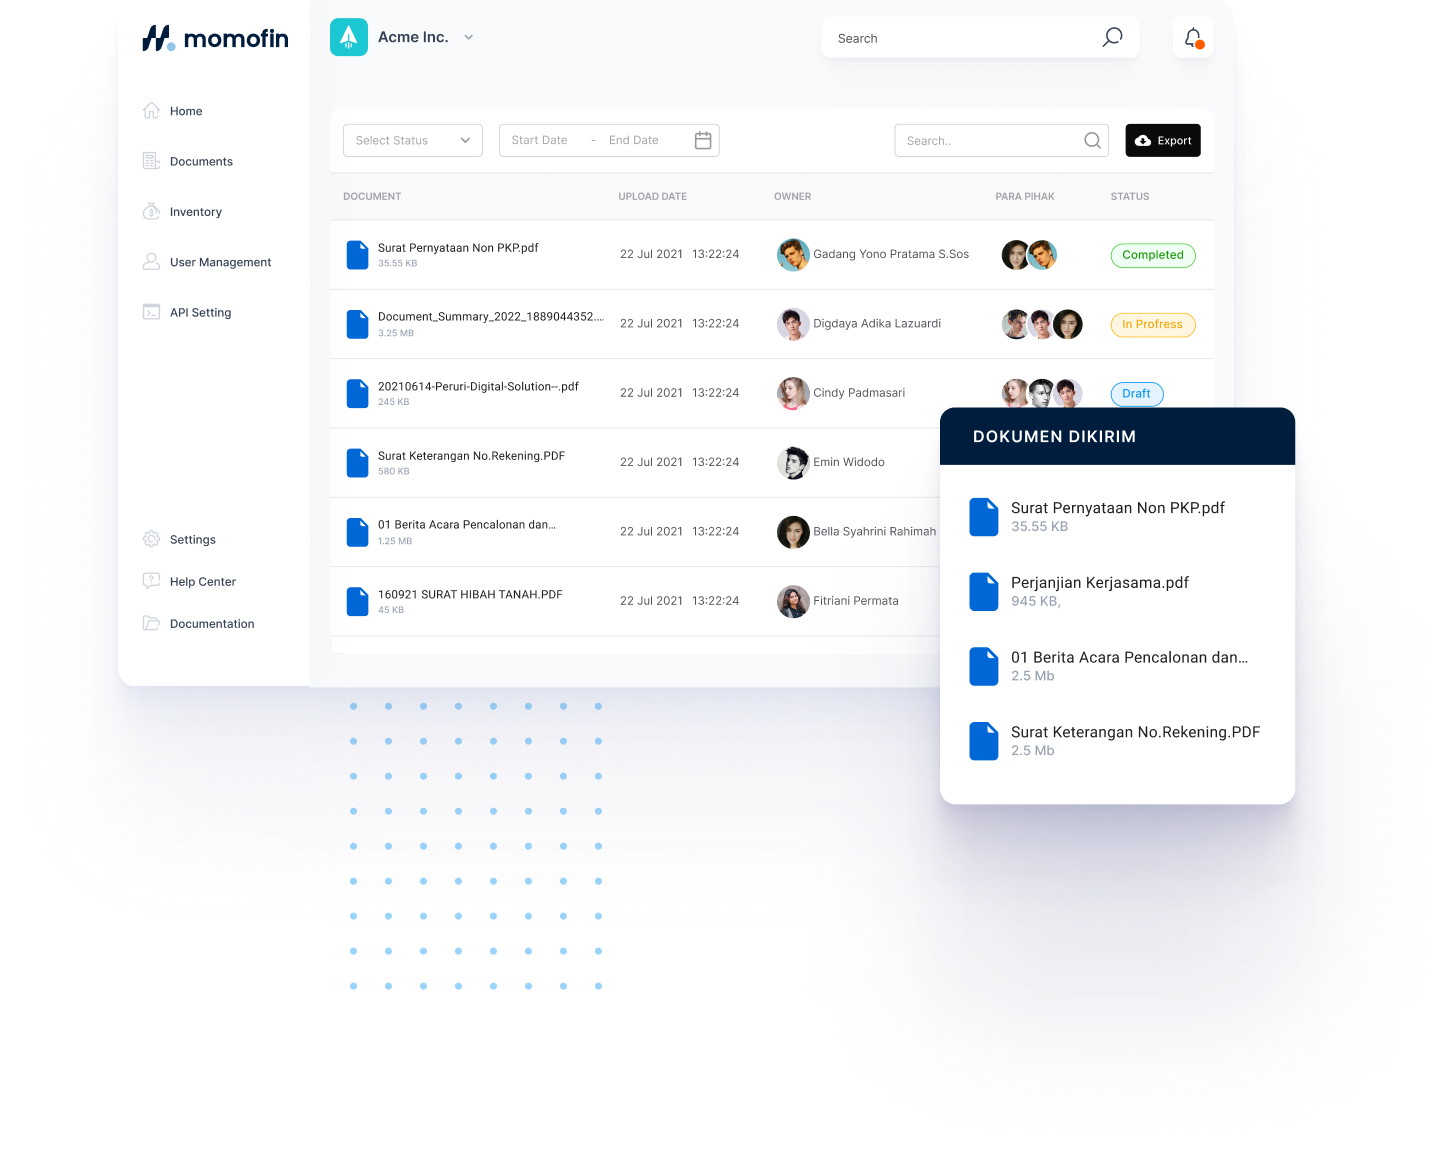 momofin
Acme Inc.
Search
Home
Documents
Inventory
User Management
API Setting
Settings
Help Center
Documentation
Select Status
Start Date - End Date
Search..
Export
DOCUMENT UPLOAD DATE OWNER PARA PIHAK STATUS
Surat Pernyataan Non PKP.pdf
35.55 KB
22 Jul 2021 13:22:24
Gadang Yono Pratama S.Sos
Completed
Document_Summary_2022_1889044352....
3.25 MB
22 Jul 2021 13:22:24
Digdaya Adika Lazuardi
In Profress
20210614-Peruri-Digital-Solution--.pdf
245 KB
22 Jul 2021 13:22:24
Cindy Padmasari
Draft
Surat Keterangan No.Rekening.PDF
580 KB
22 Jul 2021 13:22:24
Emin Widodo
01 Berita Acara Pencalonan dan...
1.25 MB
22 Jul 2021 13:22:24
Bella Syahrini Rahimah
160921 SURAT HIBAH TANAH.PDF
45 KB
22 Jul 2021 13:22:24
Fitriani Permata
DOKUMEN DIKIRIM
Surat Pernyataan Non PKP.pdf
35.55 KB
Perjanjian Kerjasama.pdf
945 KB,
01 Berita Acara Pencalonan dan...
2.5 Mb
Surat Keterangan No.Rekening.PDF
2.5 Mb